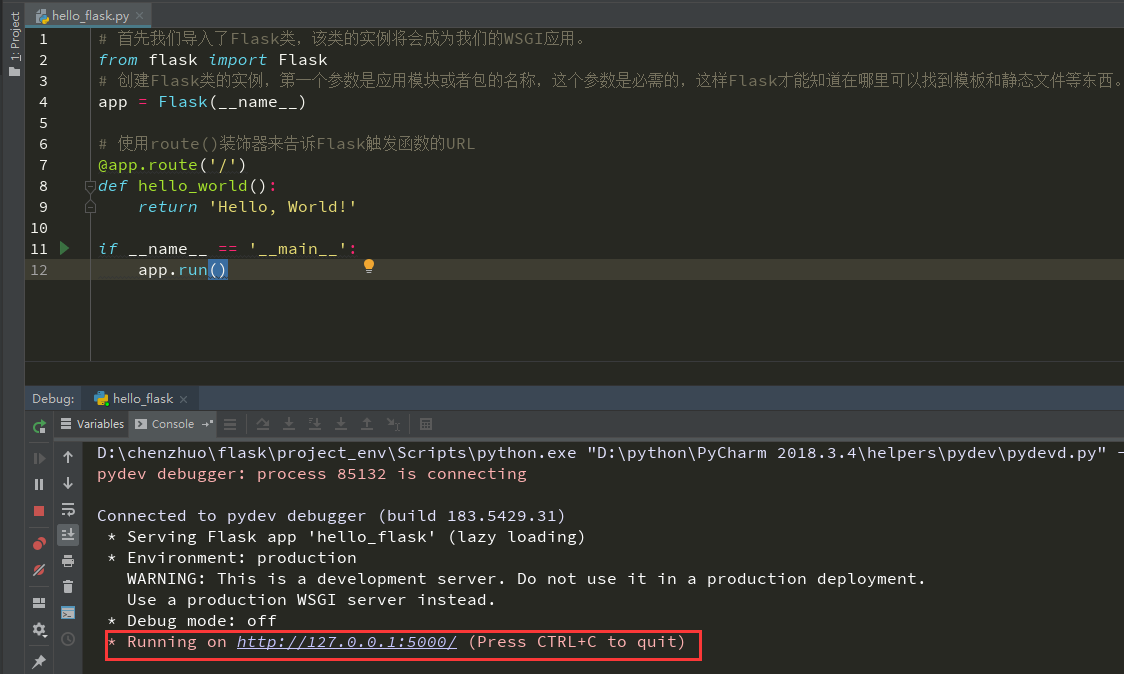 hello_flask.py
1: Project
1 # 首先我们导入了Flask类，该类的实例将会成为我们的WSGI应用。
2 from flask import Flask
3 # 创建Flask类的实例，第一个参数是应用模块或者包的名称，这个参数是必需的，这样Flask才能知道在哪里可以找到模板和静态文件等东西。
4 app = Flask(__name__)
5
6 # 使用route()装饰器来告诉Flask触发函数的URL
7 @app.route('/')
8 def hello_world():
9 return 'Hello, World!'
10
11 if __name__ == '__main__':
12 app.run()
Debug: hello_flask
Variables Console
D:\chenzhuo\flask\project_env\Scripts\python.exe "D:\python\PyCharm 2018.3.4\helpers\pydev\pydevd.py" -
pydev debugger: process 85132 is connecting
Connected to pydev debugger (build 183.5429.31)
* Serving Flask app 'hello_flask' (lazy loading)
* Environment: production
WARNING: This is a development server. Do not use it in a production deployment.
Use a production WSGI server instead.
* Debug mode: off
* Running on http://127.0.0.1:5000/ (Press CTRL+C to quit)